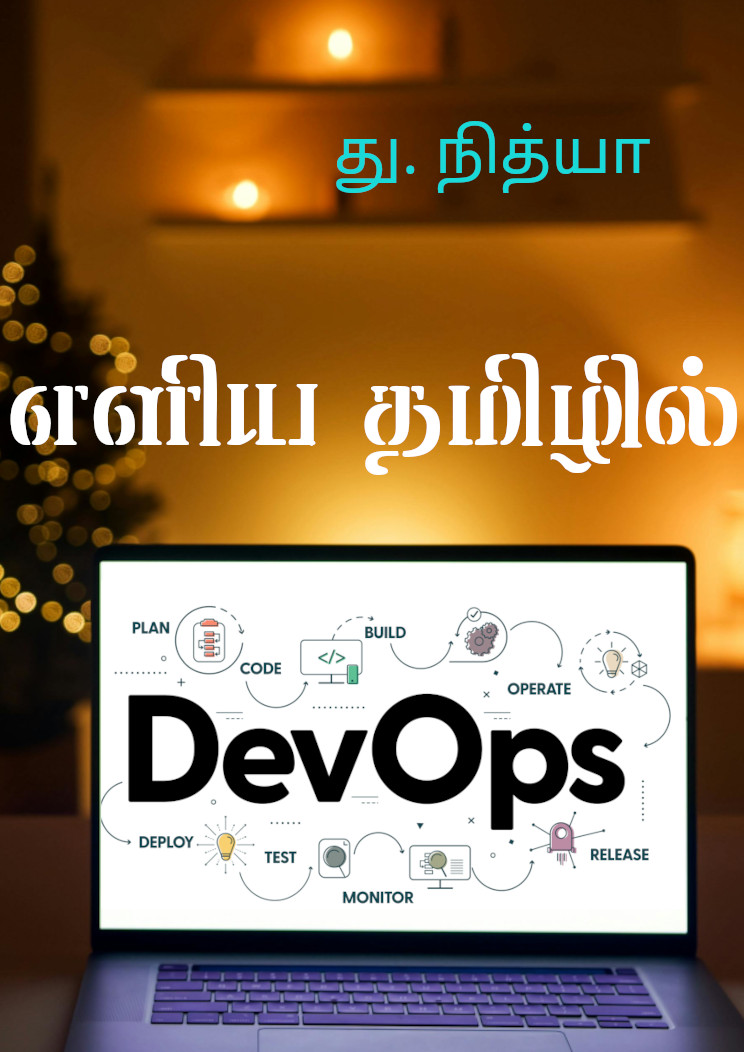 து. நித்யா
எளிய தமிழில்
PLAN
CODE
BUILD
OPERATE
DevOps
DEPLOY
TEST
MONITOR
RELEASE